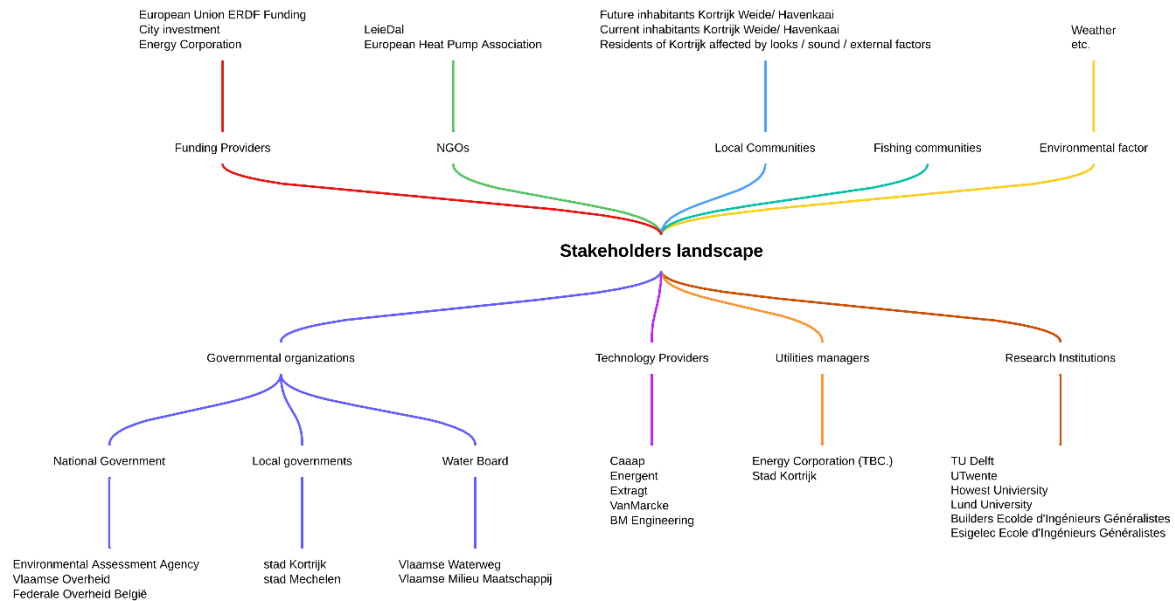 European Union ERDF Funding
City investment
Energy Corporation
LeieDal
European Heat Pump Association
Future inhabitants Kortrijk Weide/ Havenkaai
Current inhabitants Kortrijk Weide/ Havenkaai
Residents of Kortrijk affected by looks / sound / external factors
Weather
etc.
Funding Providers
NGOs
Local Communities
Fishing communities
Environmental factor
Stakeholders landscape
Governmental organizations
Technology Providers
Utilities managers
Research Institutions
National Government
Local governments
Water Board
Caaap
Energent
Extragt
VanMarcke
BM Engineering
Energy Corporation (TBC.)
Stad Kortrijk
TU Delft
UTwente
Howest Univiersity
Lund University
Builders Ecolde d'Ingénieurs Généralistes
Esigelec Ecole d'Ingénieurs Généralistes
Environmental Assessment Agency
Vlaamse Overheid
Federale Overheid België
stad Kortrijk
stad Mechelen
Vlaamse Waterweg
Vlaamse Milieu Maatschappij